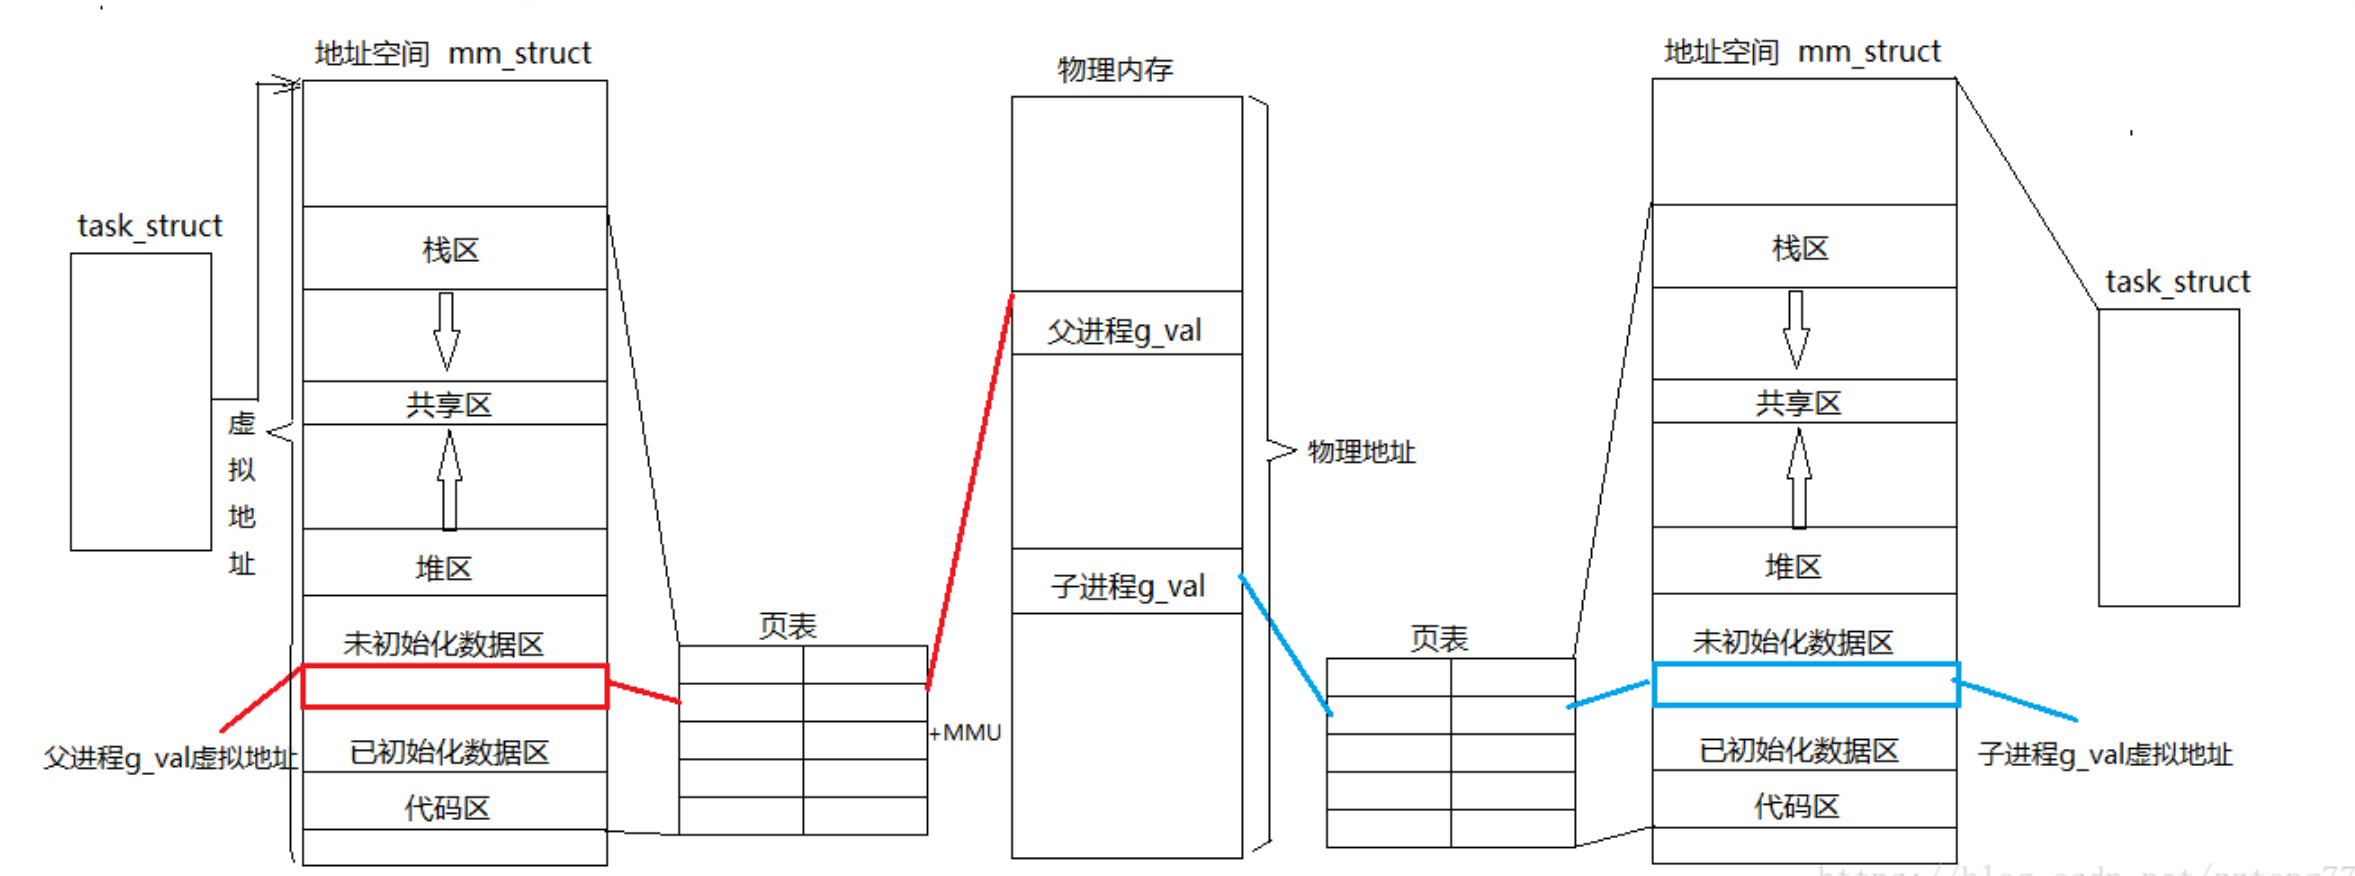 地址空间 mm_struct
task_struct
虚拟地址
栈区
共享区
堆区
未初始化数据区
已初始化数据区
代码区
父进程g_val虚拟地址
页表
+MMU
物理内存
父进程g_val
子进程g_val
物理地址
页表
地址空间 mm_struct
栈区
共享区
堆区
未初始化数据区
已初始化数据区
代码区
task_struct
子进程g_val虚拟地址